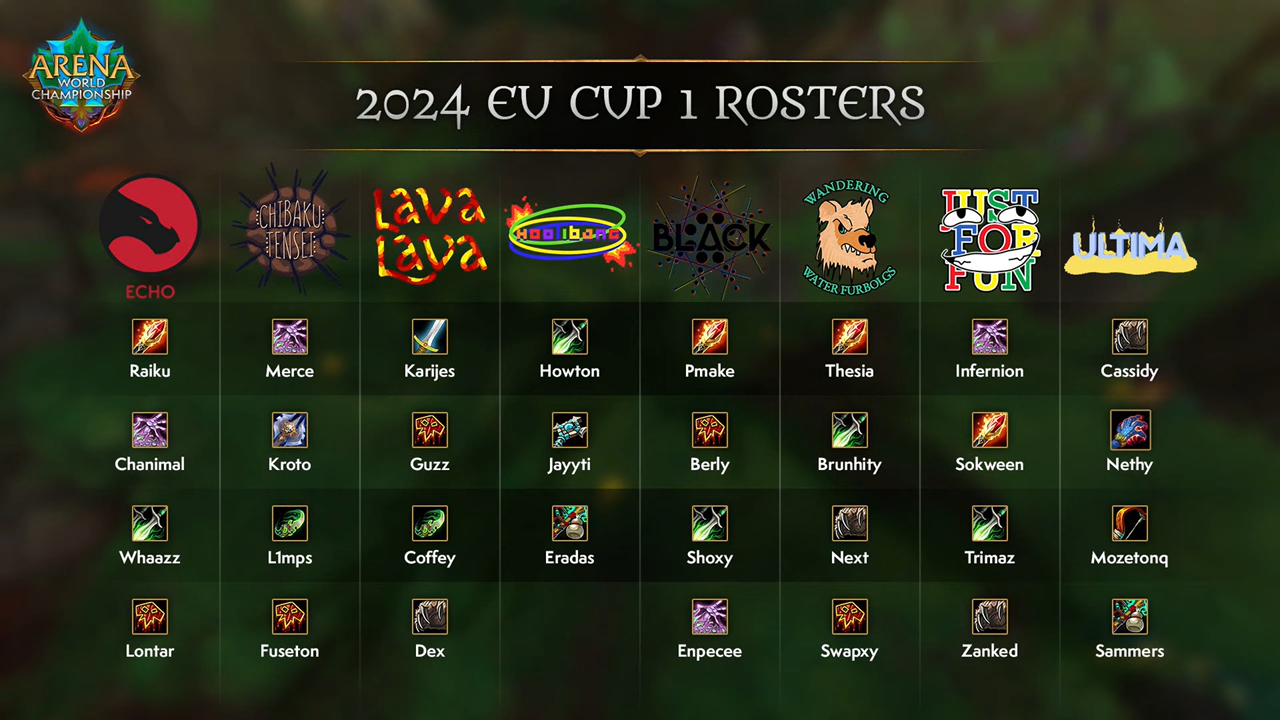 ARENA
WORLD
CHAMPIONSHIP
2024 EU CUP 1 ROSTERS
ECHO
CHIBAKU
TENSEI
LAVA
LAVA
HOOTIBANG
BLACK
WANDERING
WATER FURBOLGS
JUST
FOR
FUN
ULTIMA
Raiku Merce Karijes Howton Pmake Thesia Infernion Cassidy
Chanimal Kroto Guzz Jayyti Berly Brunhity Sokween Nethy
Whaazz L1mps Coffey Eradas Shoxy Next Trimaz Mozetonq
Lontar Fuseton Dex Enpecee Swapxy Zanked Sammers